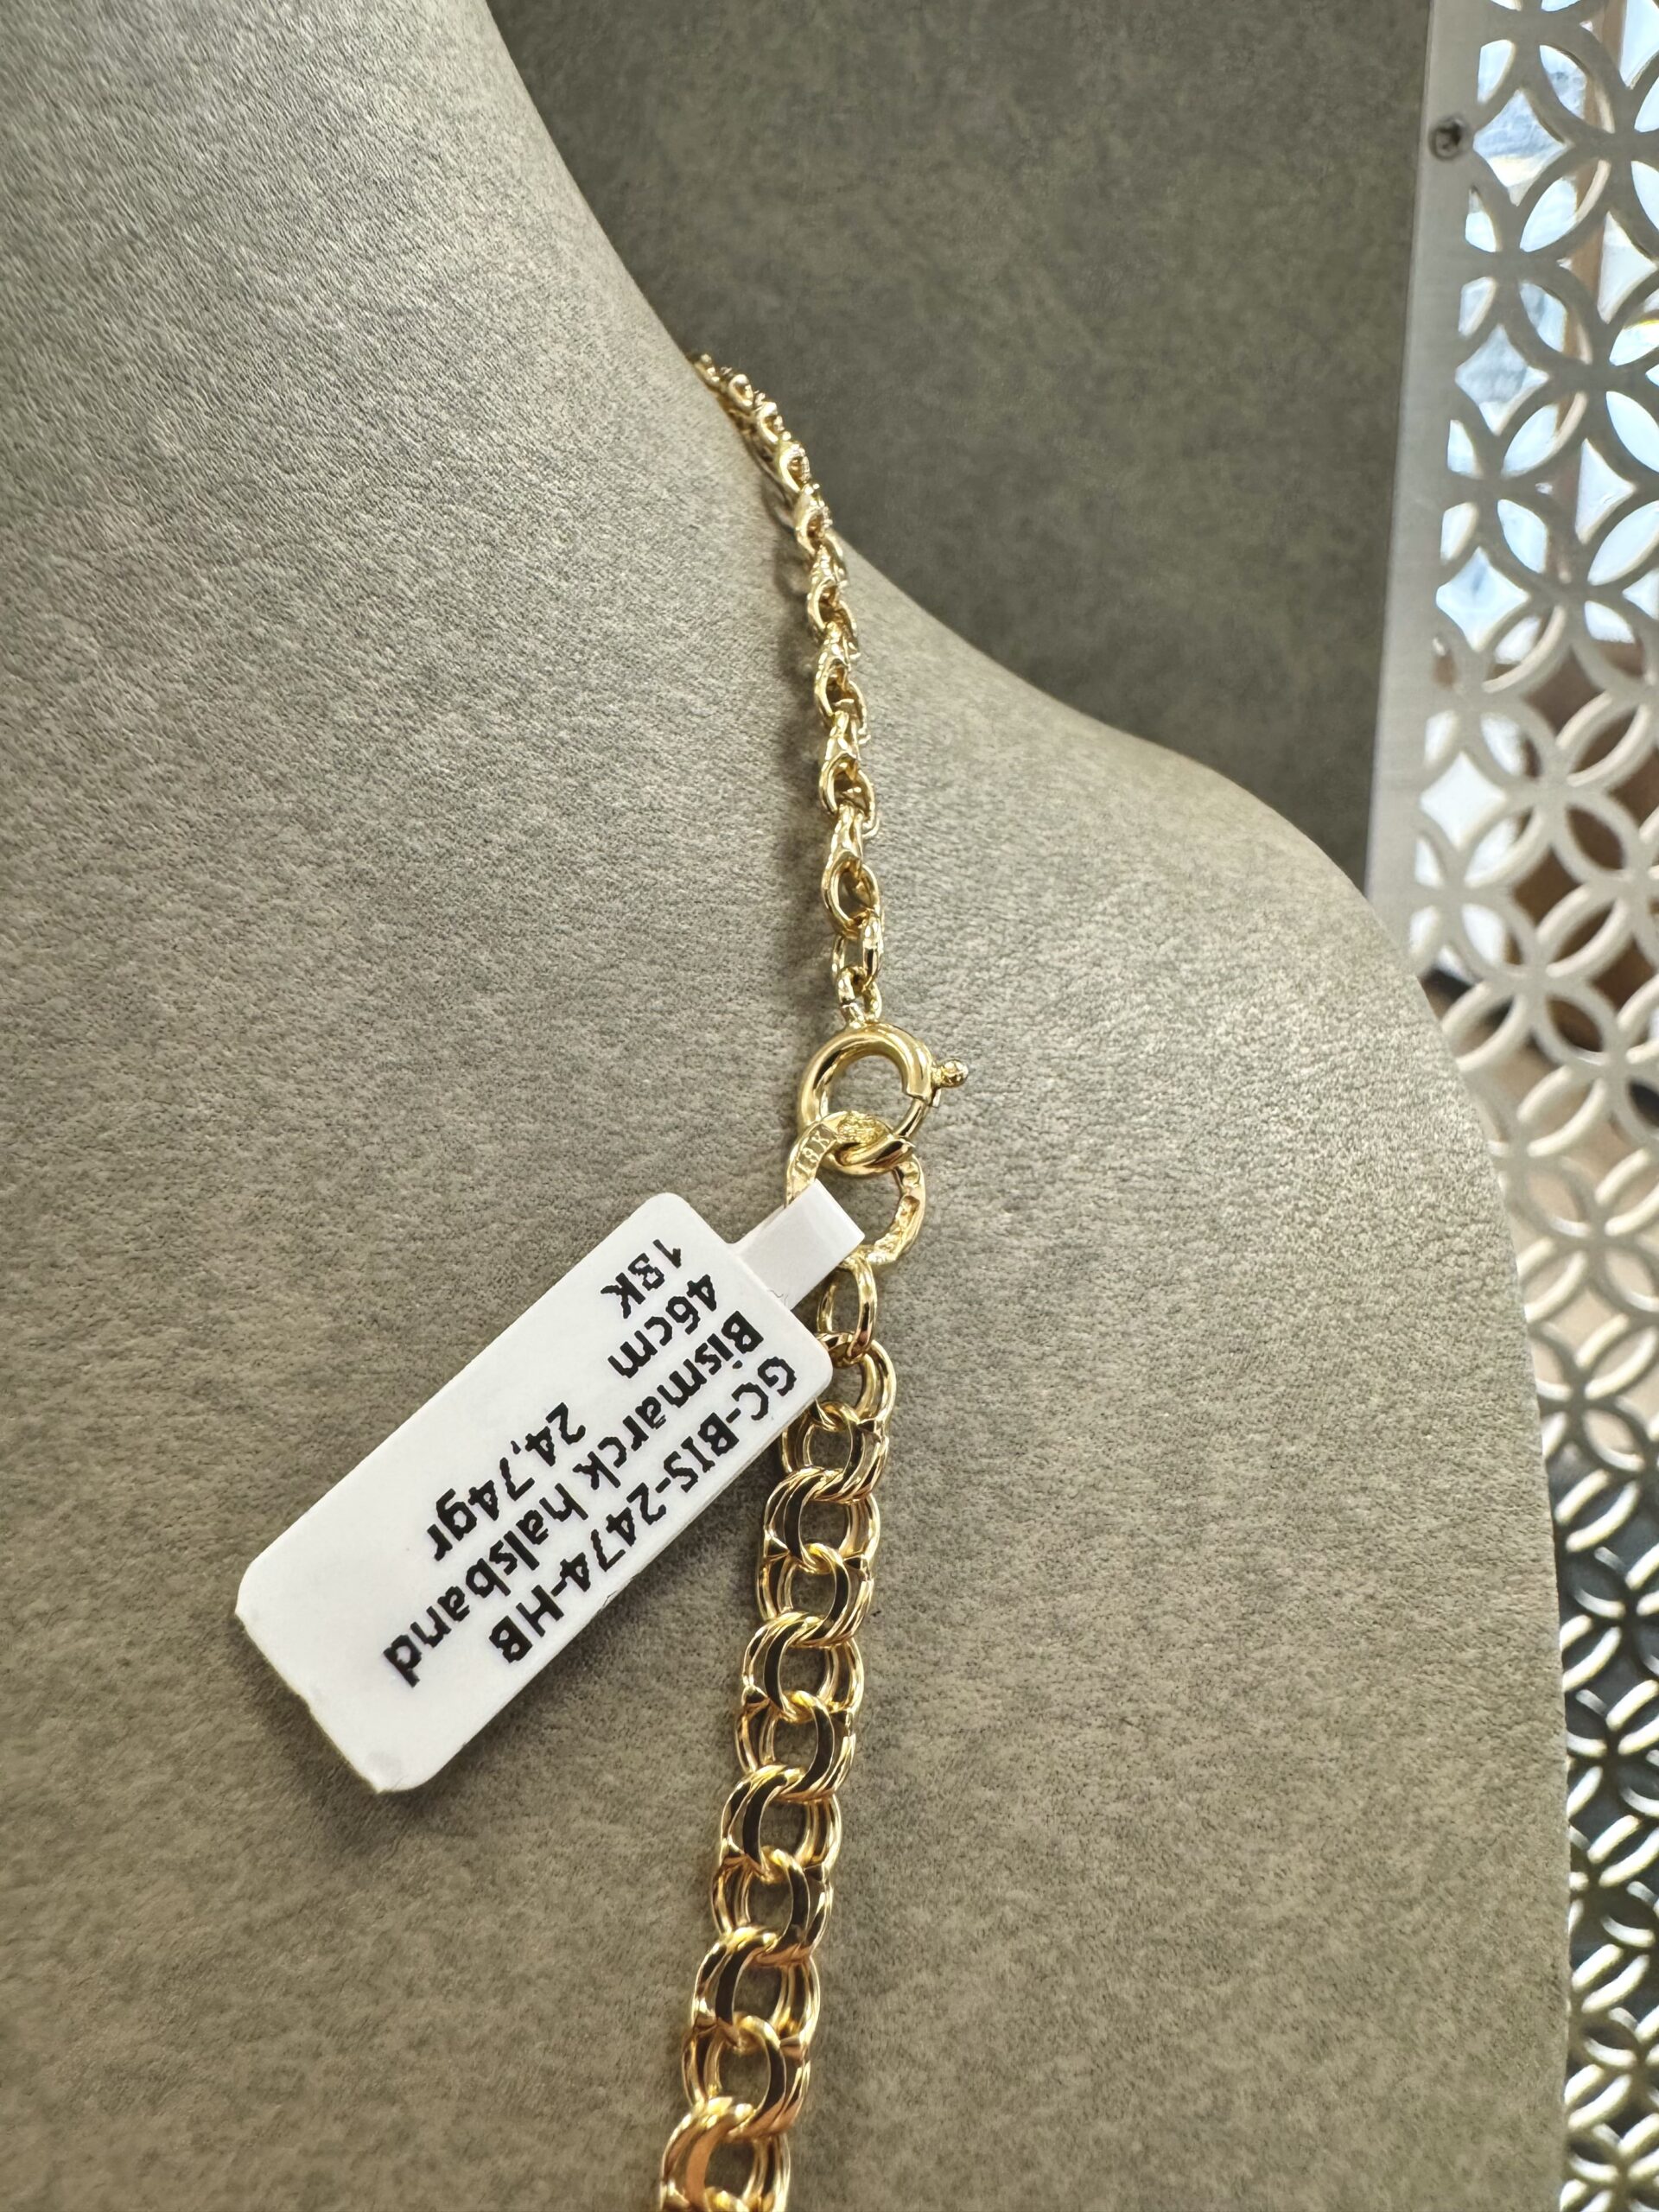 18K
GC-BIS-2474-HB
Bismarck halsband
46cm 24,74gr
18K